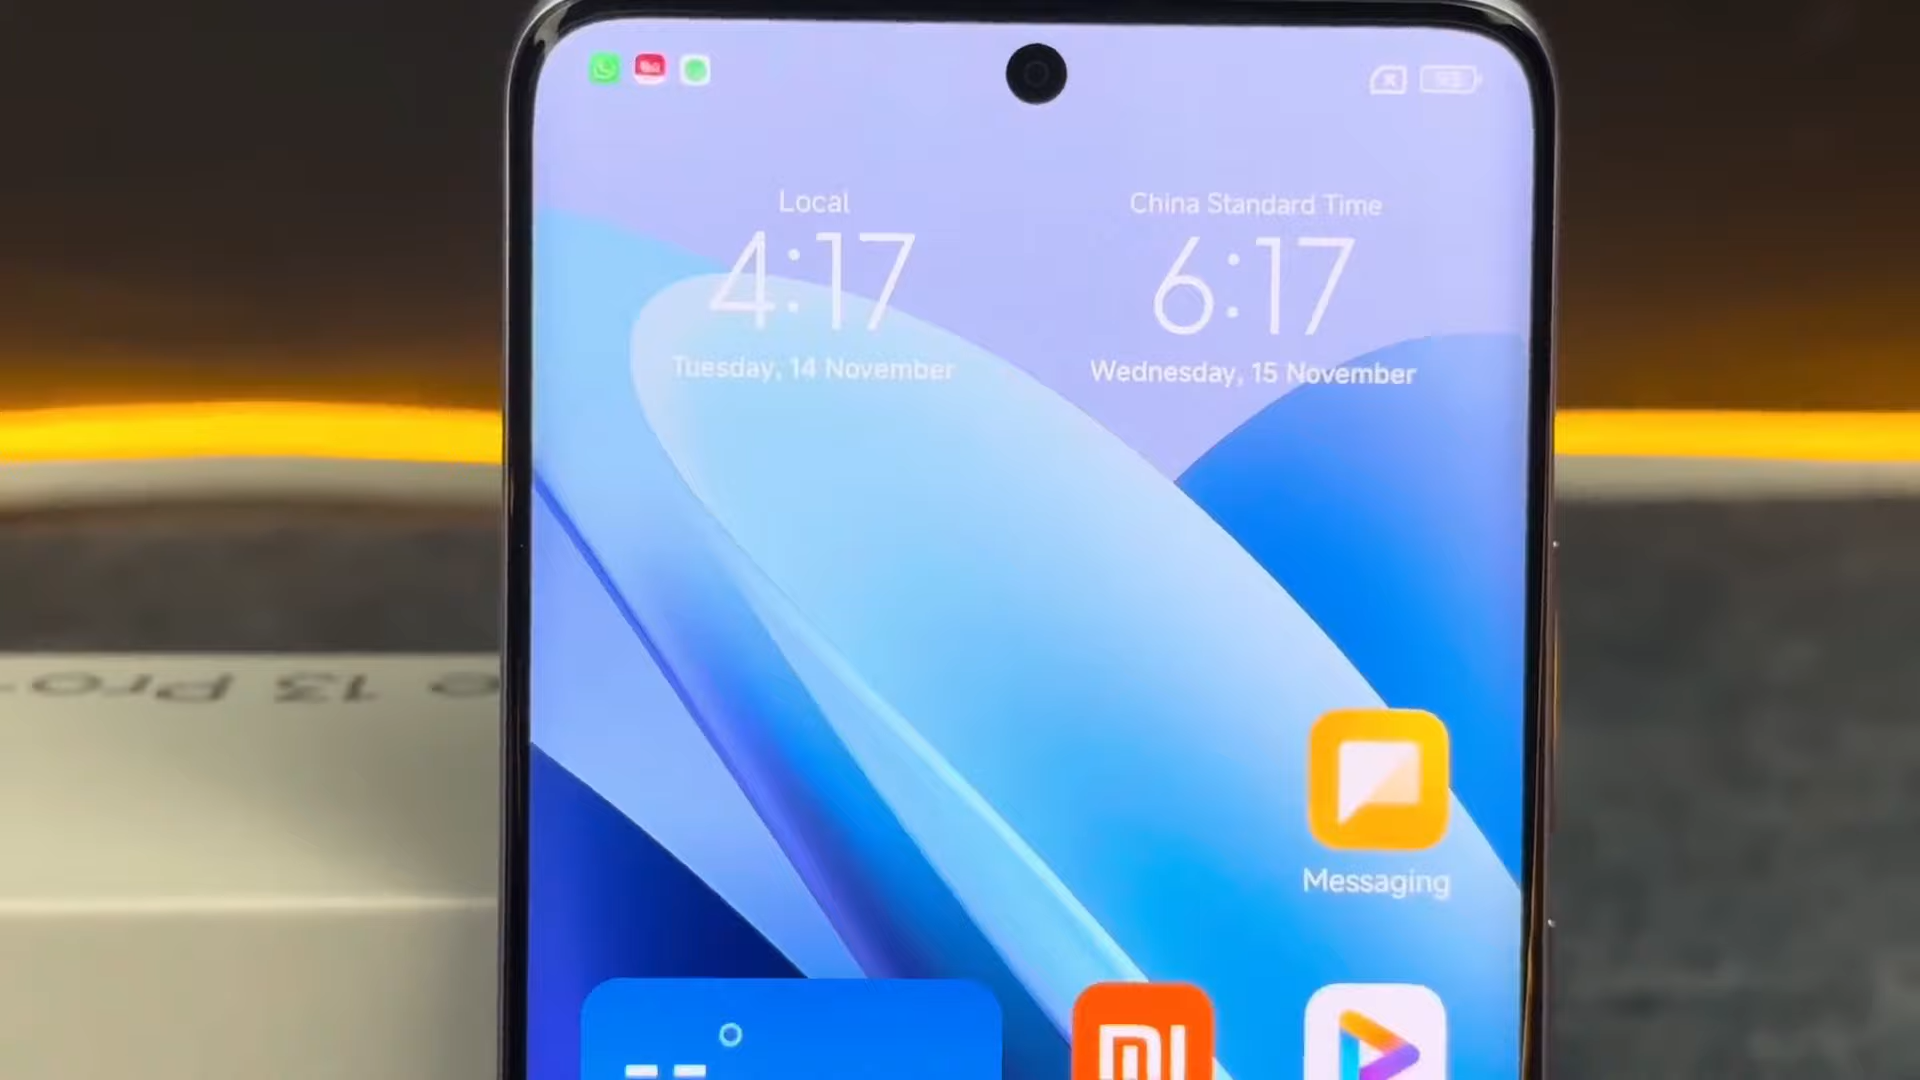 Local
4:17
Tuesday, 14 November
China Standard Time
6:17
Wednesday, 15 November
Messaging
e 13 Pro